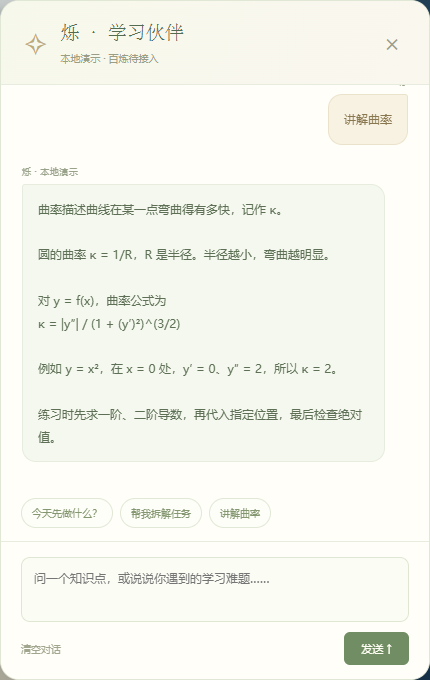 烁 · 学习伙伴
本地演示 · 百炼待接入
讲解曲率
烁 · 本地演示
曲率描述曲线在某一点弯曲得有多快，记作 κ。
圆的曲率 κ = 1/R，R 是半径。半径越小，弯曲越明显。
对 y = f(x)，曲率公式为
κ = |y″| / (1 + (y′)²)^(3/2)
例如 y = x²，在 x = 0 处，y′ = 0、y″ = 2，所以 κ = 2。
练习时先求一阶、二阶导数，再代入指定位置，最后检查绝对
值。
今天先做什么？ 帮我拆解任务 讲解曲率
问一个知识点，或说说你遇到的学习难题……
清空对话 发送↑